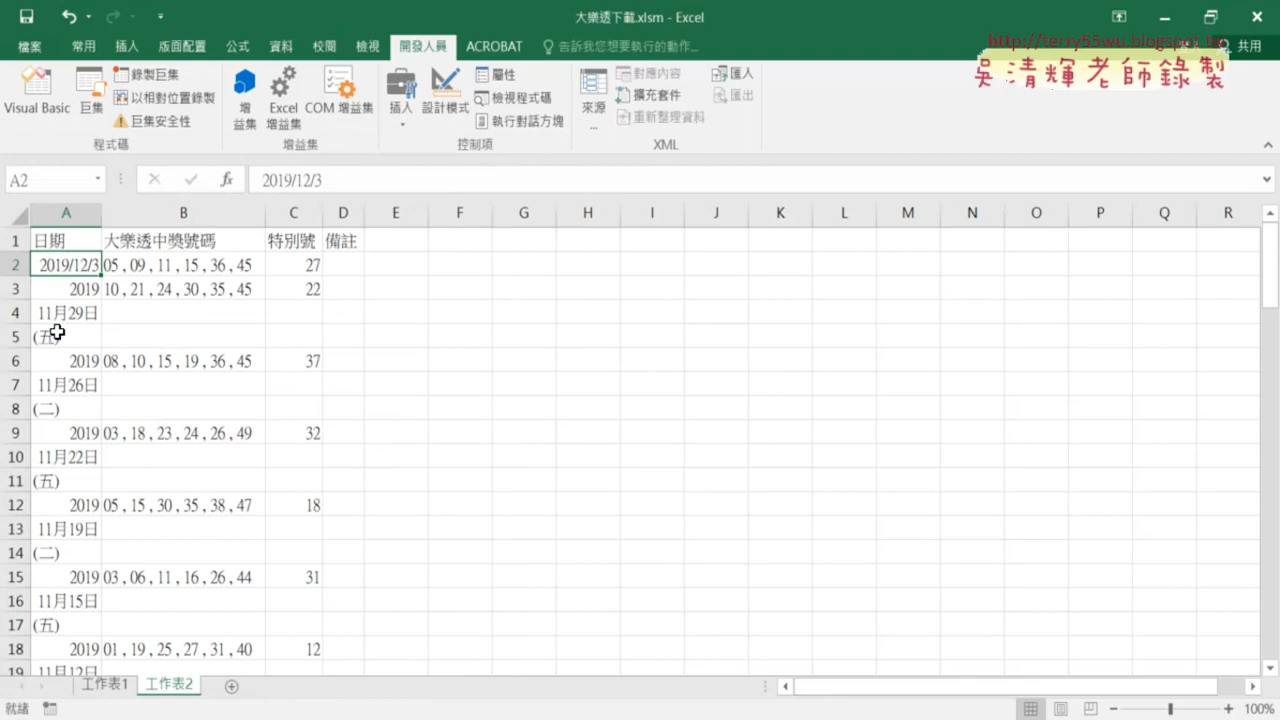 大樂透下載.xlsm - Excel
檔案 常用 插入 版面配置 公式 資料 校閱 檢視 開發人員 ACROBAT 告訴我您想要執行的動作... 共用
http://terry55wu.blogspot.tw
吳清輝老師錄製
Visual Basic 巨集 錄製巨集 以相對位置錄製 巨集安全性
增益集 Excel 增益集 COM 增益集
插入 設計模式 屬性 檢視程式碼 執行對話方塊
來源... 對應內容 擴充套件 重新整理資料 匯入 匯出
程式碼 增益集 控制項 XML
A2 fx 2019/12/3
A B C D E F G H I J K L M N O P Q R
1 日期 大樂透中獎號碼 特別號 備註
2 2019/12/3 05 , 09 , 11 , 15 , 36 , 45 27
3 2019 10 , 21 , 24 , 30 , 35 , 45 22
4 11月29日
5 (五)
6 2019 08 , 10 , 15 , 19 , 36 , 45 37
7 11月26日
8 (二)
9 2019 03 , 18 , 23 , 24 , 26 , 49 32
10 11月22日
11 (五)
12 2019 05 , 15 , 30 , 35 , 38 , 47 18
13 11月19日
14 (二)
15 2019 03 , 06 , 11 , 16 , 26 , 44 31
16 11月15日
17 (五)
18 2019 01 , 19 , 25 , 27 , 31 , 40 12
19 11月12日
工作表1 工作表2
就緒 100%